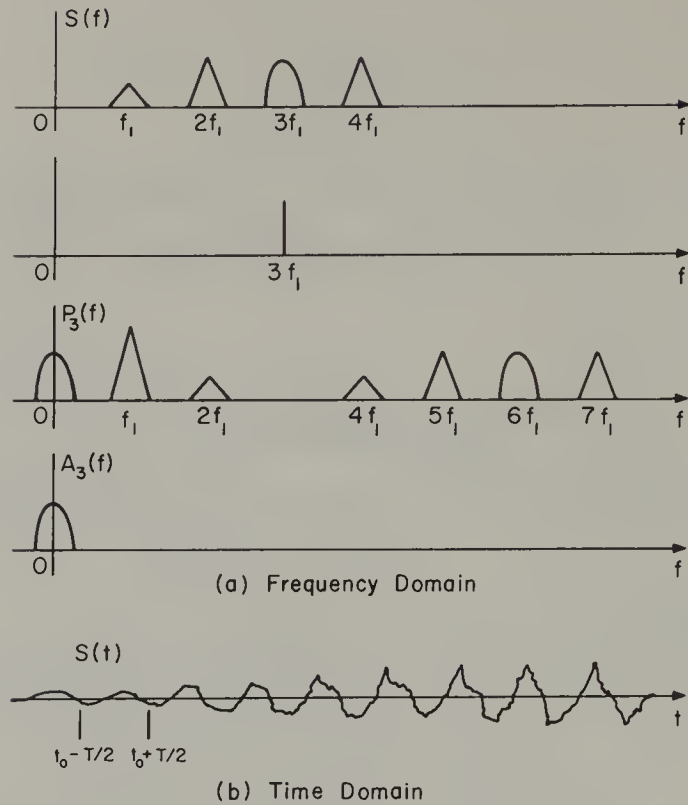 S(f)
0 f₁ 2f₁ 3f₁ 4f₁ f
0 3f₁ f
P₃(f)
0 f₁ 2f₁ 4f₁ 5f₁ 6f₁ 7f₁ f
A₃(f)
0 f
(a) Frequency Domain
S(t)
t
t₀-T/2 t₀+T/2
(b) Time Domain